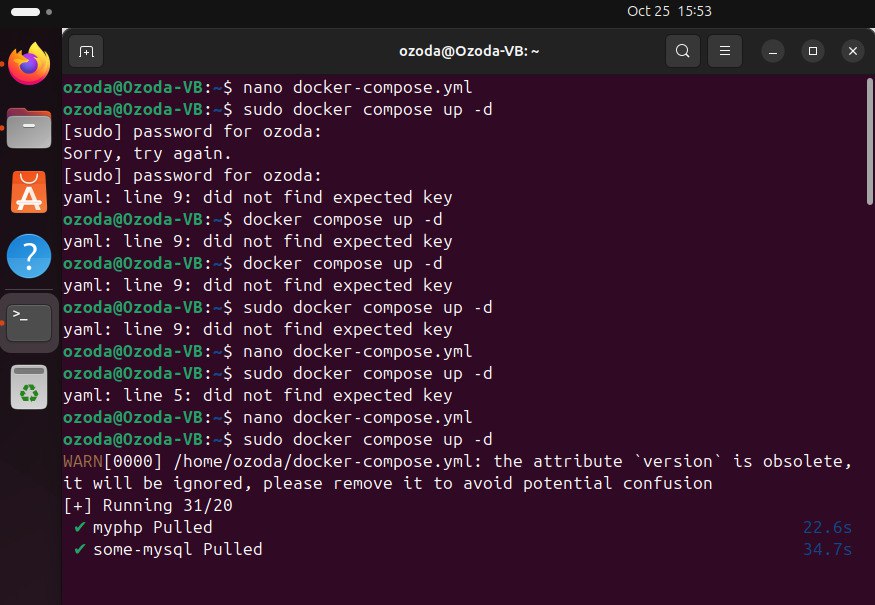 Oct 25 15:53
ozoda@Ozoda-VB: ~
ozoda@Ozoda-VB:~$ nano docker-compose.yml
ozoda@Ozoda-VB:~$ sudo docker compose up -d
[sudo] password for ozoda:
Sorry, try again.
[sudo] password for ozoda:
yaml: line 9: did not find expected key
ozoda@Ozoda-VB:~$ docker compose up -d
yaml: line 9: did not find expected key
ozoda@Ozoda-VB:~$ docker compose up -d
yaml: line 9: did not find expected key
ozoda@Ozoda-VB:~$ sudo docker compose up -d
yaml: line 9: did not find expected key
ozoda@Ozoda-VB:~$ nano docker-compose.yml
ozoda@Ozoda-VB:~$ sudo docker compose up -d
yaml: line 5: did not find expected key
ozoda@Ozoda-VB:~$ nano docker-compose.yml
ozoda@Ozoda-VB:~$ sudo docker compose up -d
WARN[0000] /home/ozoda/docker-compose.yml: the attribute `version` is obsolete,
it will be ignored, please remove it to avoid potential confusion
[+] Running 31/20
✔ myphp Pulled 22.6s
✔ some-mysql Pulled 34.7s